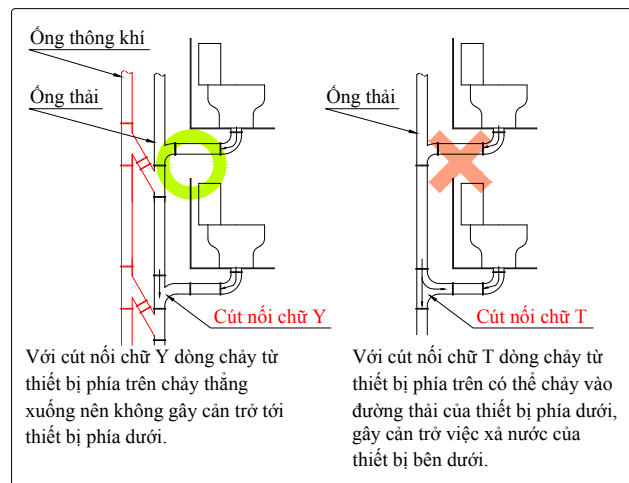 Ống thông khí
Ống thải
Cút nối chữ Y
Với cút nối chữ Y dòng chảy từ
thiết bị phía trên chảy thẳng
xuống nên không gây cản trở tới
thiết bị phía dưới.
Ống thải
Cút nối chữ T
Với cút nối chữ T dòng chảy từ
thiết bị phía trên có thể chảy vào
đường thải của thiết bị phía dưới,
gây cản trở việc xả nước của
thiết bị bên dưới.